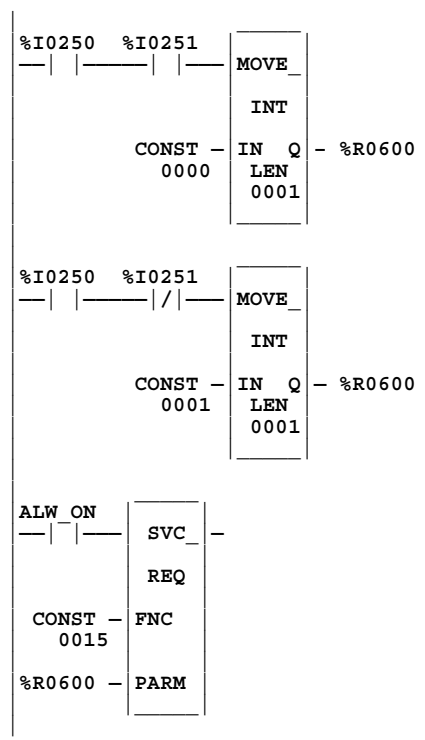 %I0250 %I0251
MOVE_
INT
CONST IN Q %R0600
0000 LEN
0001
%I0250 %I0251
/ MOVE_
INT
CONST IN Q %R0600
0001 LEN
0001
ALW_ON
SVC_
REQ
CONST FNC
0015
%R0600 PARM